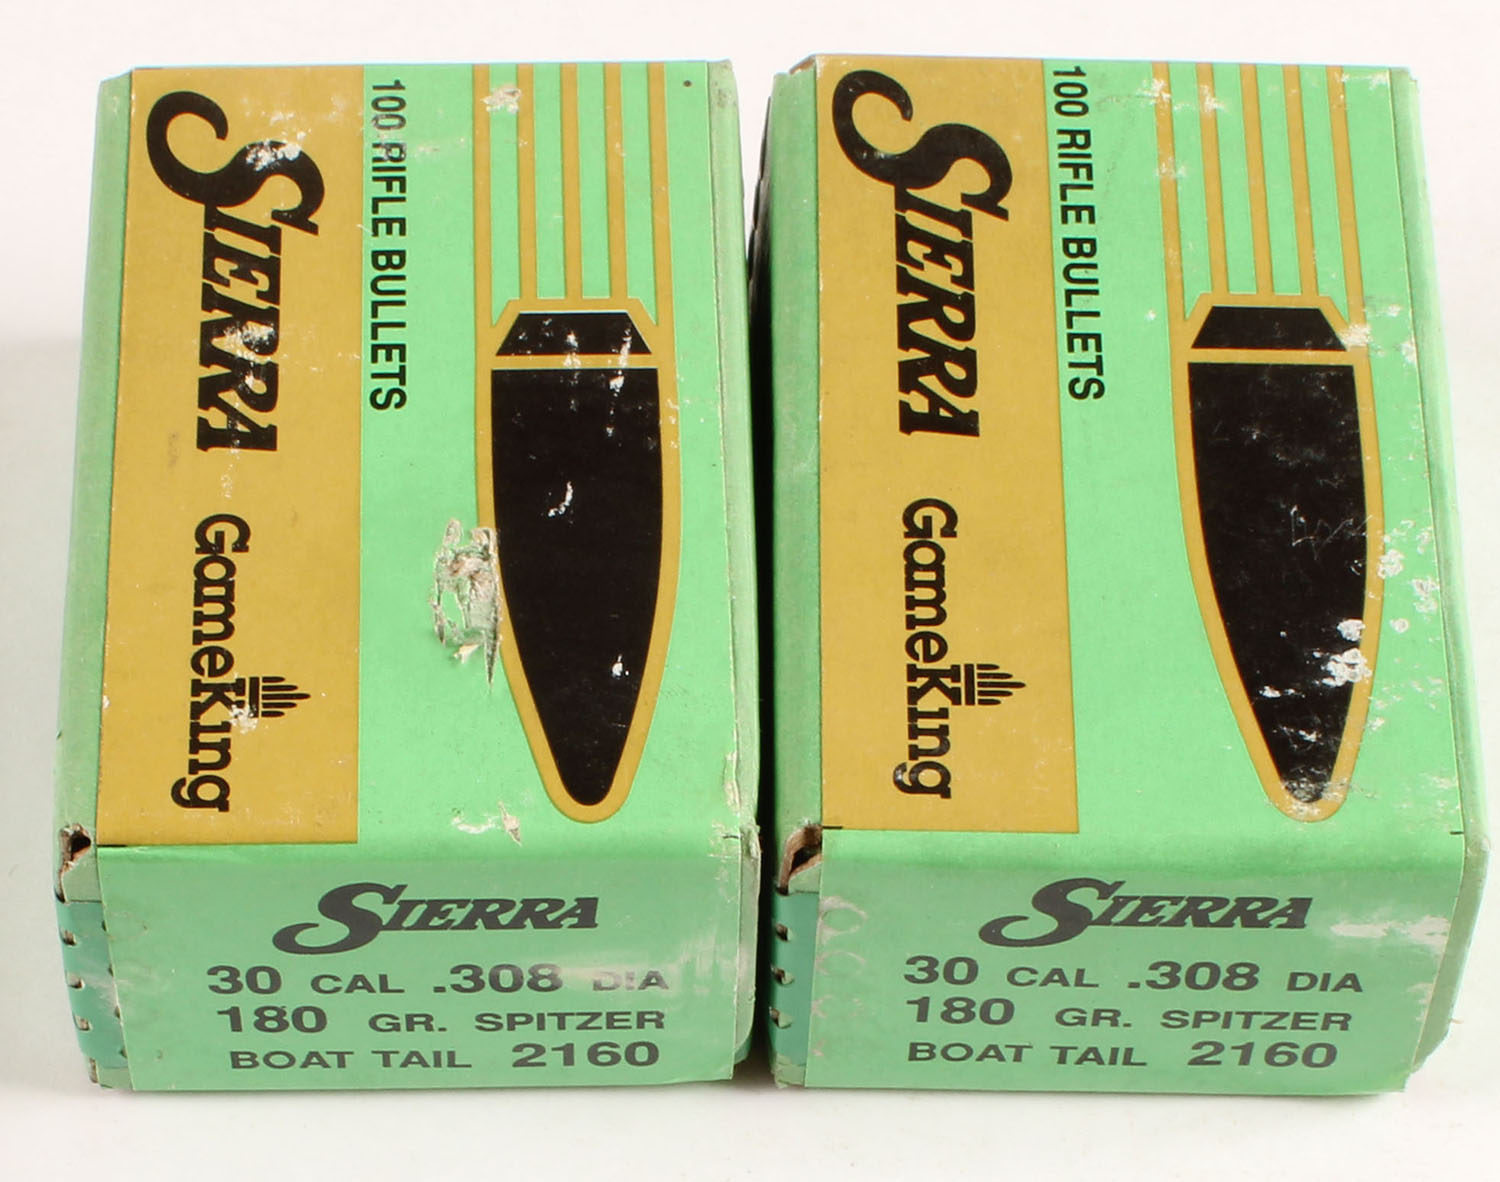 SIERRA GameKing
100 RIFLE BULLETS
SIERRA
30 CAL .308 DIA
180 GR. SPITZER
BOAT TAIL 2160
SIERRA GameKing
100 RIFLE BULLETS
SIERRA
30 CAL .308 DIA
180 GR. SPITZER
BOAT TAIL 2160